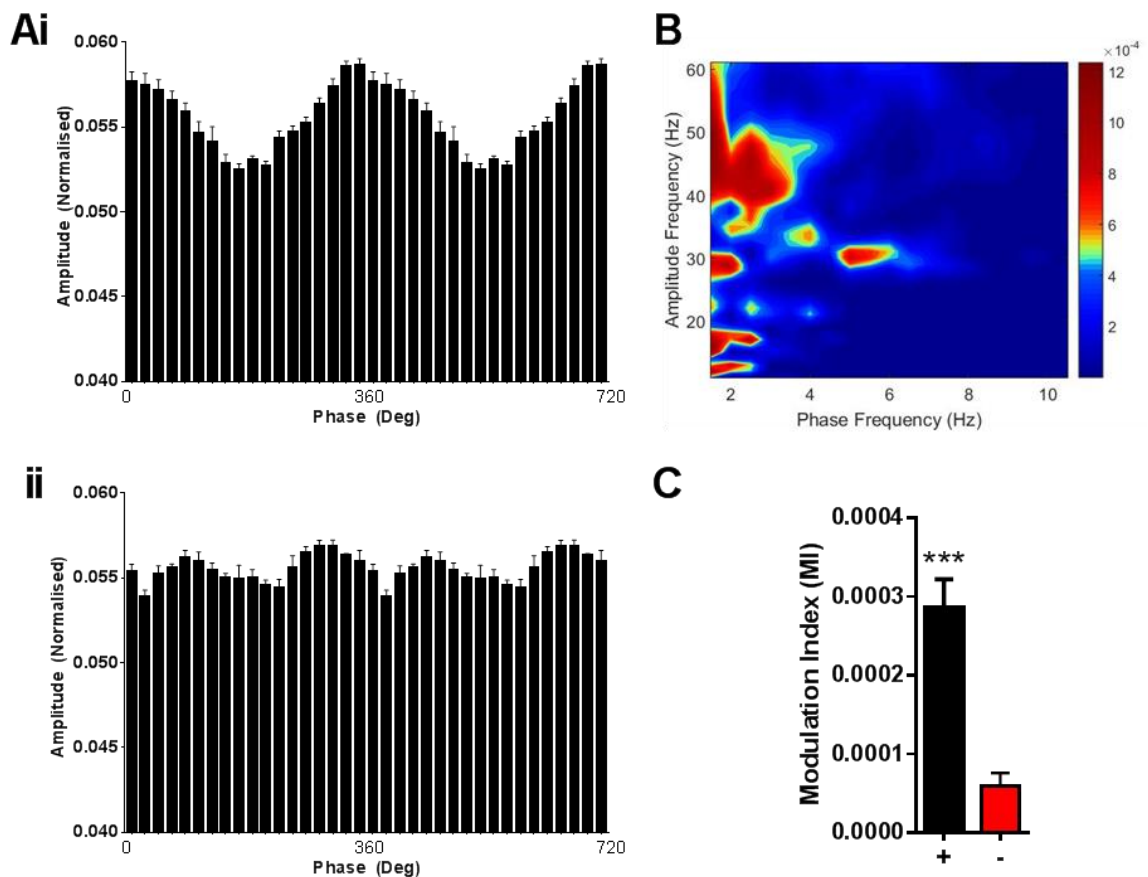 Ai
0.060
0.055
0.050
0.045
0.040
Amplitude (Normalised)
0 360 720
Phase (Deg)
B
60
50
40
30
20
Amplitude Frequency (Hz)
2 4 6 8 10
Phase Frequency (Hz)
×10⁻⁴
12
10
8
6
4
2
ii
0.060
0.055
0.050
0.045
0.040
Amplitude (Normalised)
0 360 720
Phase (Deg)
C
0.0004
0.0003
0.0002
0.0001
0.0000
Modulation Index (MI)
***
+ -